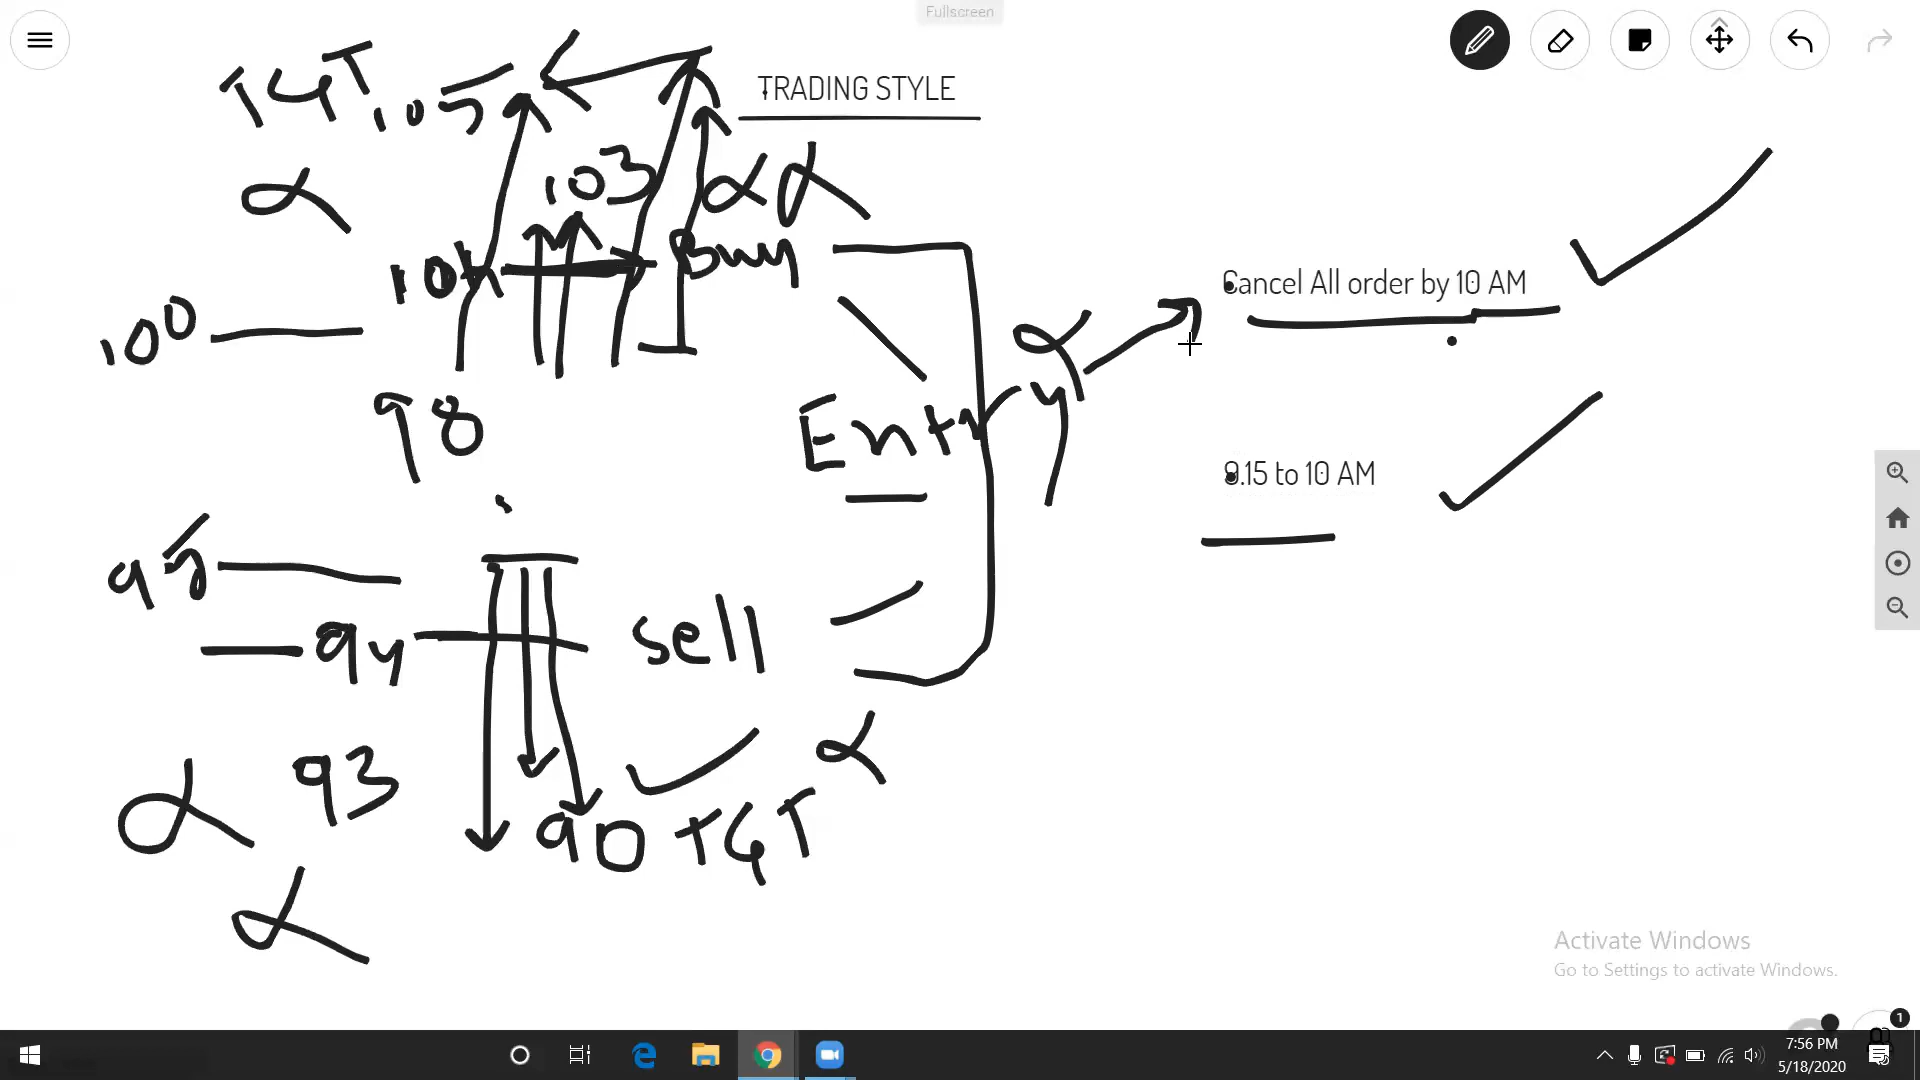 Fullscreen
TRADING STYLE
TGT 105
103
Buy
100
98
Cancel All order by 10 AM
Entry
9.15 to 10 AM
95
94
sell
93
90 TGT
Activate Windows
Go to Settings to activate Windows.
1
7:56 PM
5/18/2020